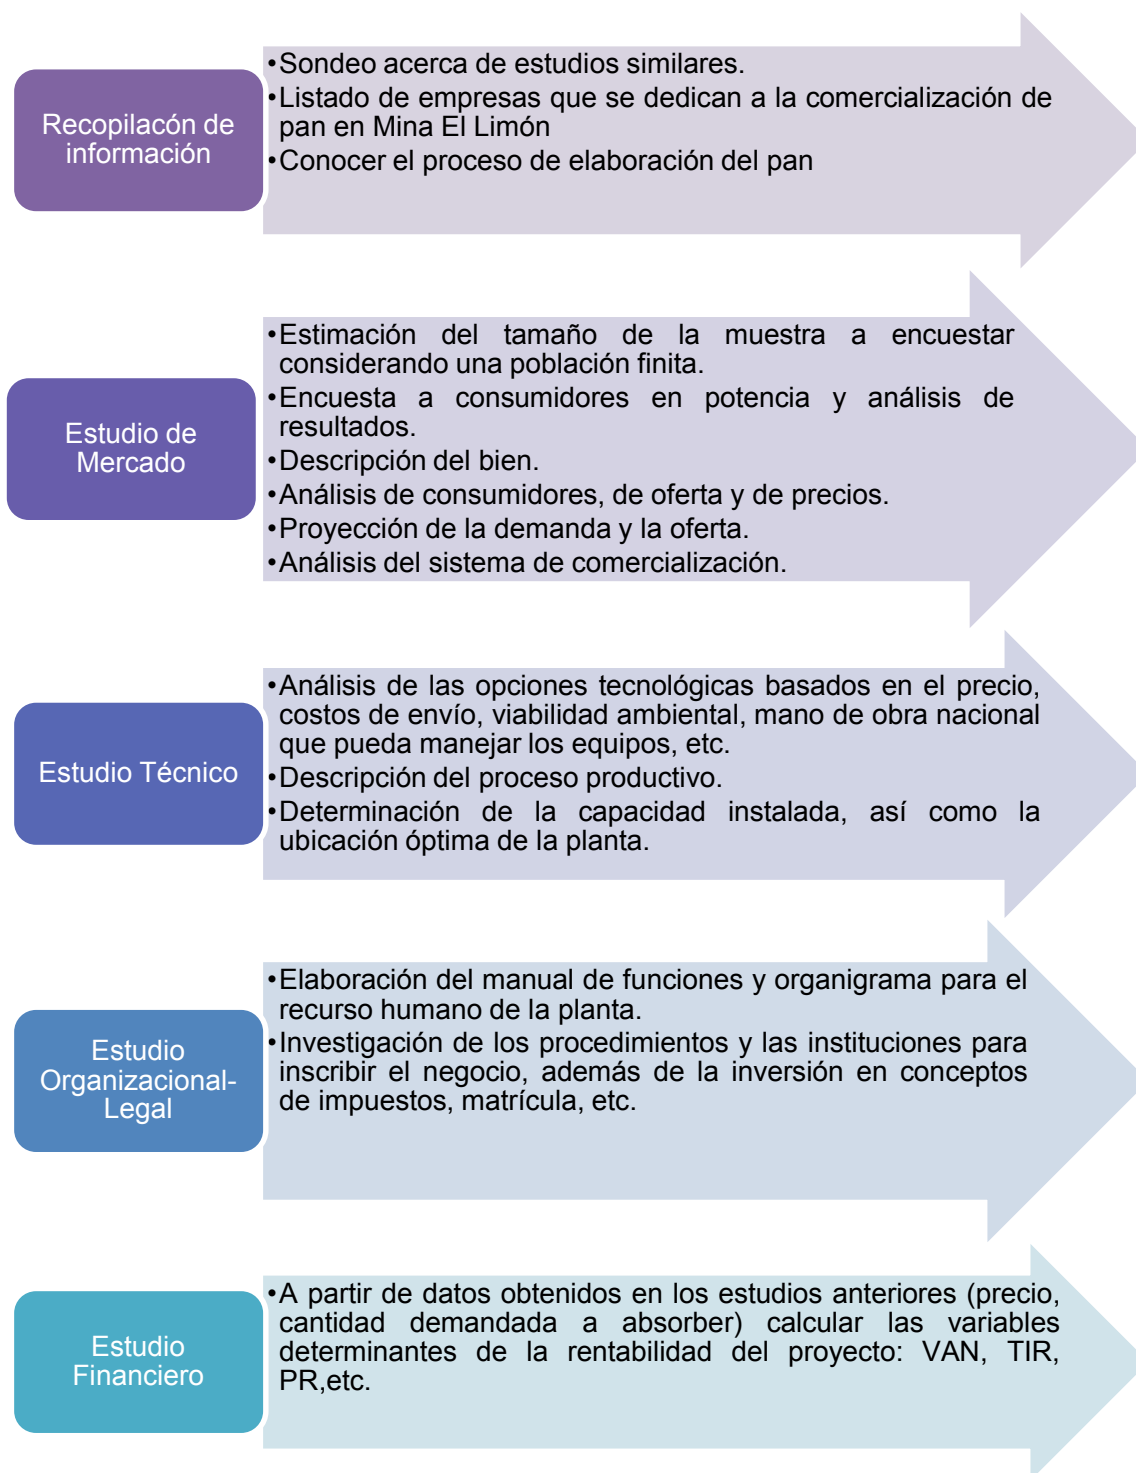 Recopilacón de
información
•Sondeo acerca de estudios similares.
•Listado de empresas que se dedican a la comercialización de
pan en Mina El Limón
•Conocer el proceso de elaboración del pan
Estudio de
Mercado
•Estimación del tamaño de la muestra a encuestar
considerando una población finita.
•Encuesta a consumidores en potencia y análisis de
resultados.
•Descripción del bien.
•Análisis de consumidores, de oferta y de precios.
•Proyección de la demanda y la oferta.
•Análisis del sistema de comercialización.
Estudio Técnico
•Análisis de las opciones tecnológicas basados en el precio,
costos de envío, viabilidad ambiental, mano de obra nacional
que pueda manejar los equipos, etc.
•Descripción del proceso productivo.
•Determinación de la capacidad instalada, así como la
ubicación óptima de la planta.
Estudio
Organizacional-
Legal
•Elaboración del manual de funciones y organigrama para el
recurso humano de la planta.
•Investigación de los procedimientos y las instituciones para
inscribir el negocio, además de la inversión en conceptos
de impuestos, matrícula, etc.
Estudio
Financiero
•A partir de datos obtenidos en los estudios anteriores (precio,
cantidad demandada a absorber) calcular las variables
determinantes de la rentabilidad del proyecto: VAN, TIR,
PR,etc.